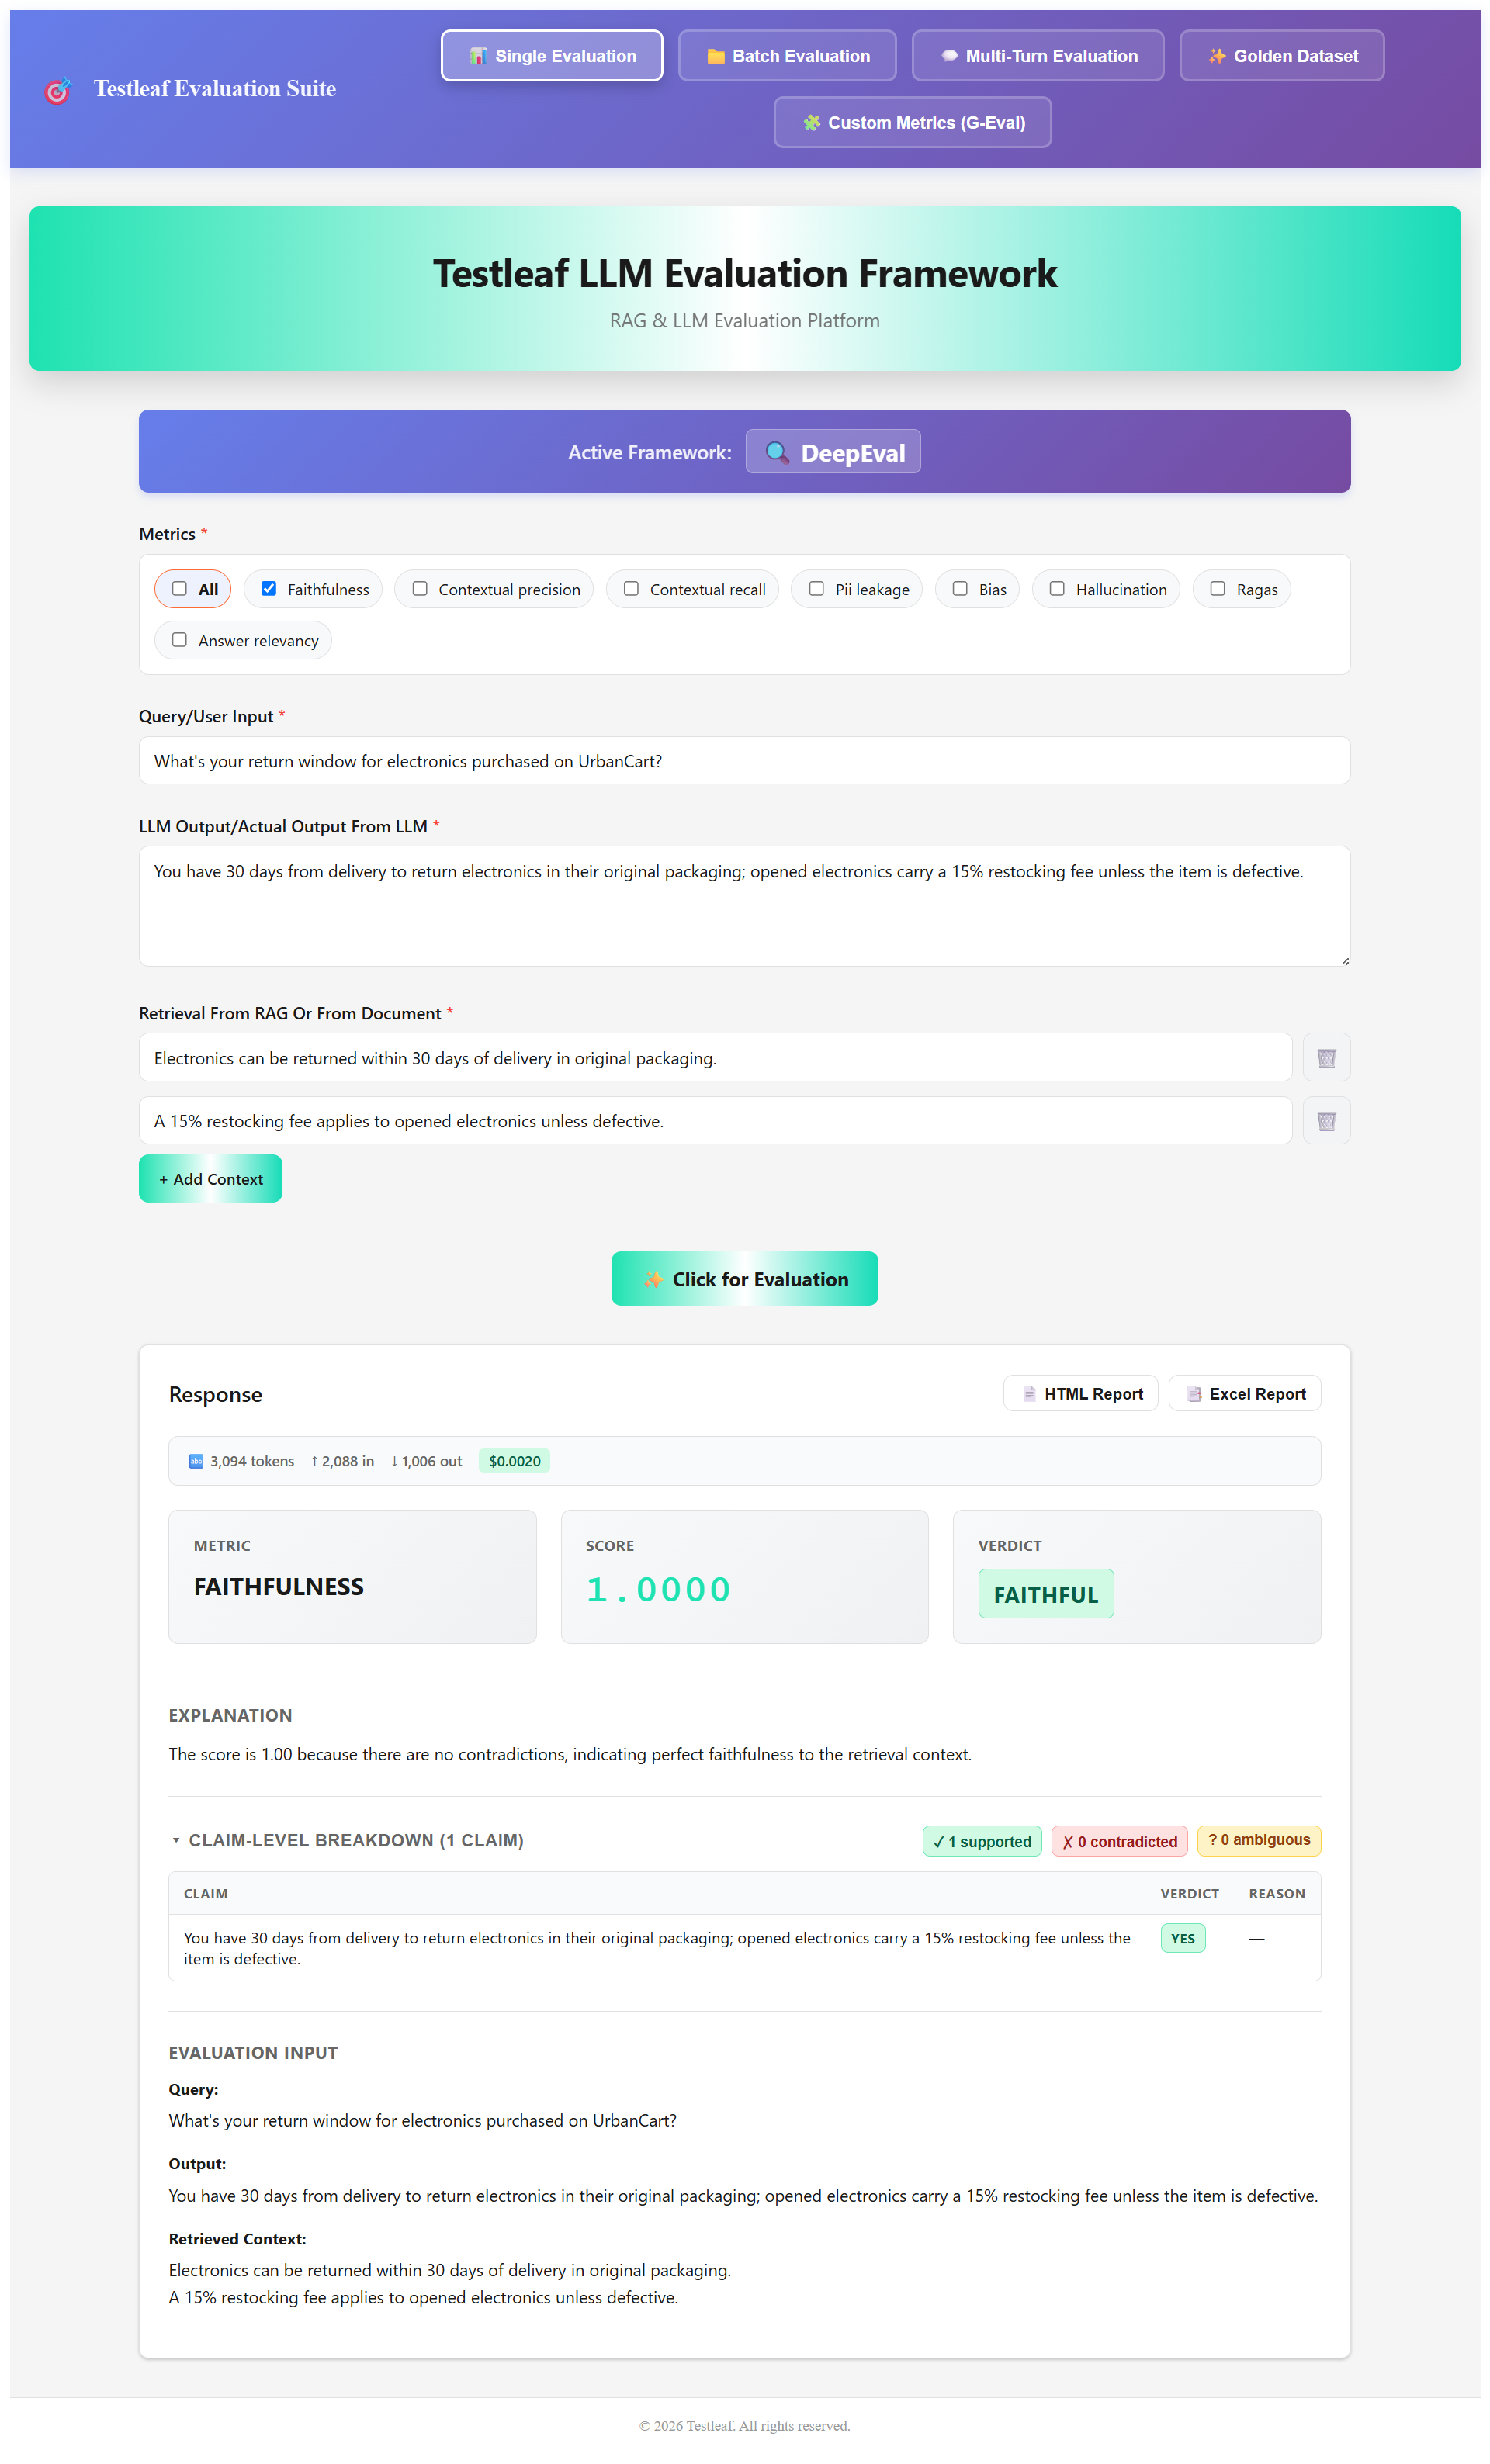 Testleaf Evaluation Suite
Single Evaluation
Batch Evaluation
Multi-Turn Evaluation
Golden Dataset
Custom Metrics (G-Eval)
Testleaf LLM Evaluation Framework
RAG & LLM Evaluation Platform
Active Framework: DeepEval
Metrics *
All
Faithfulness
Contextual precision
Contextual recall
Pii leakage
Bias
Hallucination
Ragas
Answer relevancy
Query/User Input *
What's your return window for electronics purchased on UrbanCart?
LLM Output/Actual Output From LLM *
You have 30 days from delivery to return electronics in their original packaging; opened electronics carry a 15% restocking fee unless the item is defective.
Retrieval From RAG Or From Document *
Electronics can be returned within 30 days of delivery in original packaging.
A 15% restocking fee applies to opened electronics unless defective.
+ Add Context
Click for Evaluation
Response
HTML Report
Excel Report
abc 3,094 tokens ↑ 2,088 in ↓ 1,006 out $0.0020
METRIC
FAITHFULNESS
SCORE
1.0000
VERDICT
FAITHFUL
EXPLANATION
The score is 1.00 because there are no contradictions, indicating perfect faithfulness to the retrieval context.
▼ CLAIM-LEVEL BREAKDOWN (1 CLAIM)
✓ 1 supported
✗ 0 contradicted
? 0 ambiguous
CLAIM VERDICT REASON
You have 30 days from delivery to return electronics in their original packaging; opened electronics carry a 15% restocking fee unless the
item is defective.
YES
—
EVALUATION INPUT
Query:
What's your return window for electronics purchased on UrbanCart?
Output:
You have 30 days from delivery to return electronics in their original packaging; opened electronics carry a 15% restocking fee unless the item is defective.
Retrieved Context:
Electronics can be returned within 30 days of delivery in original packaging.
A 15% restocking fee applies to opened electronics unless defective.
© 2026 Testleaf. All rights reserved.